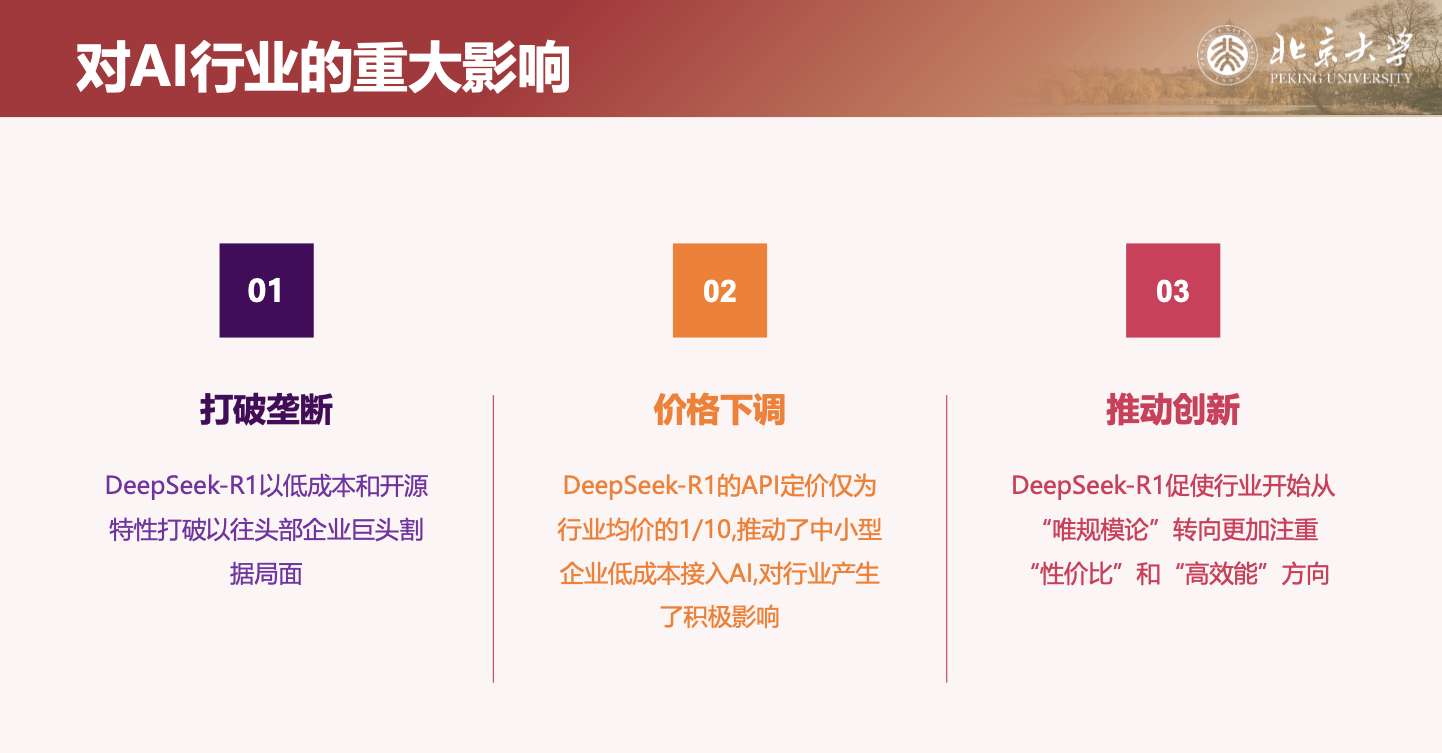 对AI行业的重大影响
北京大学
PEKING UNIVERSITY
01
打破垄断
DeepSeek-R1以低成本和开源
特性打破以往头部企业巨头割
据局面
02
价格下调
DeepSeek-R1的API定价仅为
行业均价的1/10,推动了中小型
企业低成本接入AI,对行业产生
了积极影响
03
推动创新
DeepSeek-R1促使行业开始从
“唯规模论”转向更加注重
“性价比”和“高效能”方向